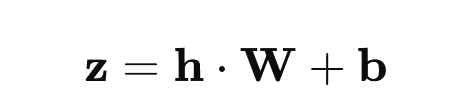 z = h · W + b